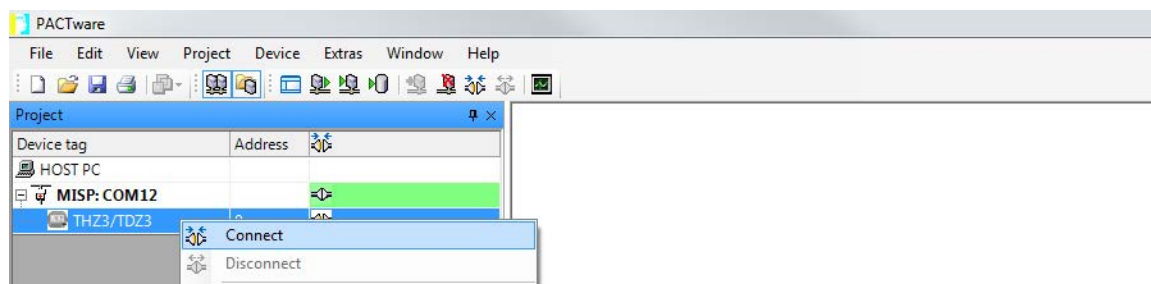 PACTware
File Edit View Project Device Extras Window Help
Project
Device tag Address
HOST PC
MISP: COM12
THZ3/TDZ3
Connect
Disconnect